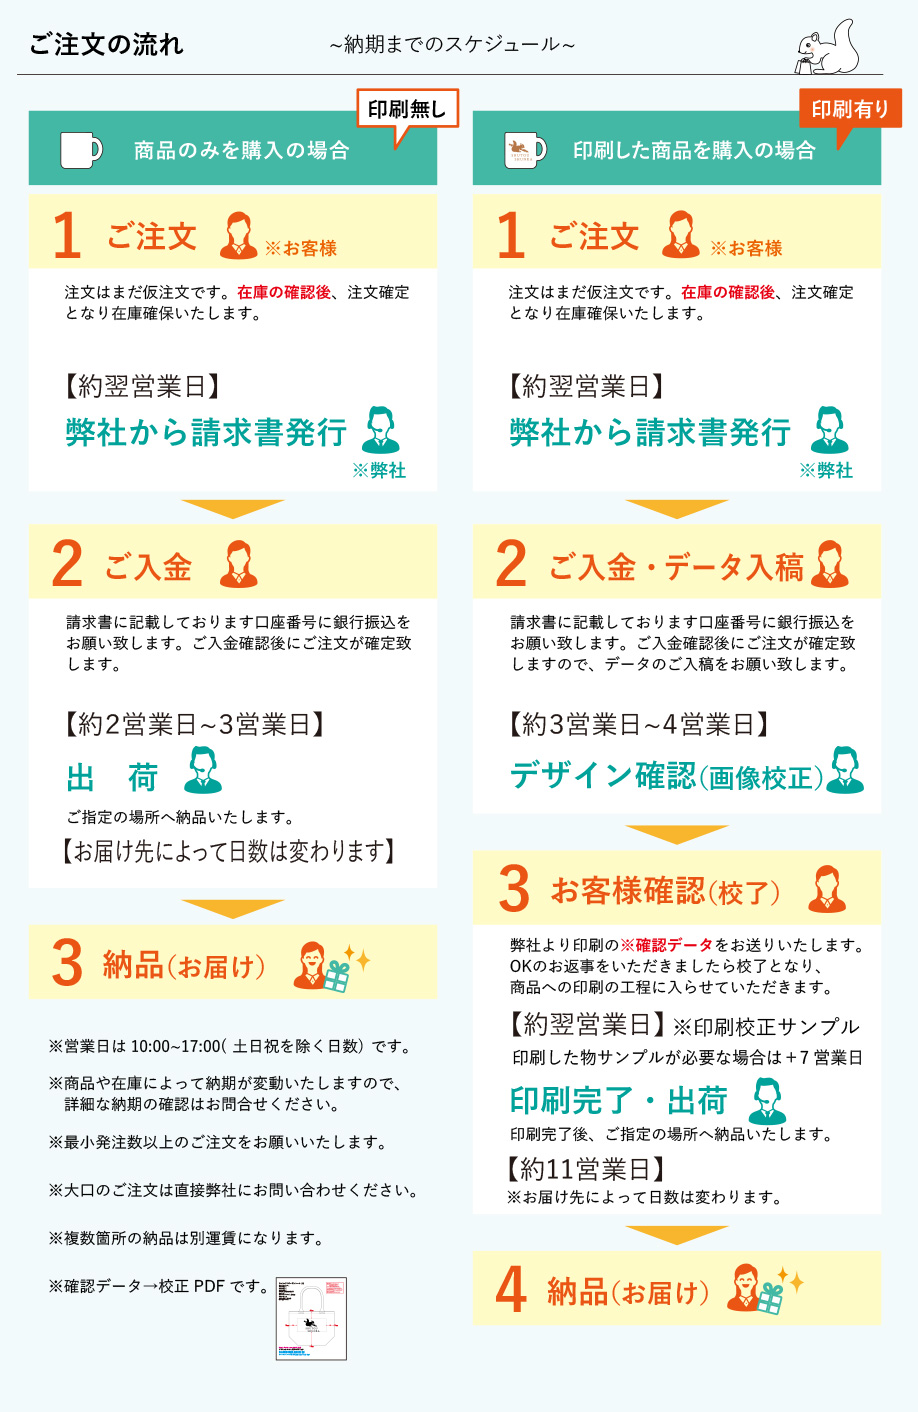 ご注文の流れ
~納期までのスケジュール~
印刷無し
商品のみを購入の場合
1 ご注文 ※お客様
注文はまだ仮注文です。在庫の確認後、注文確定
となり在庫確保いたします。
【約翌営業日】
弊社から請求書発行
※弊社
2 ご入金
請求書に記載しております口座番号に銀行振込を
お願い致します。ご入金確認後にご注文が確定致
します。
【約2営業日~3営業日】
出 荷
ご指定の場所へ納品いたします。
【お届け先によって日数は変わります】
3 納品(お届け)
※営業日は 10:00~17:00( 土日祝を除く日数) です。
※商品や在庫によって納期が変動いたしますので、
詳細な納期の確認はお問合せください。
※最小発注数以上のご注文をお願いいたします。
※大口のご注文は直接弊社にお問い合わせください。
※複数箇所の納品は別運賃になります。
※確認データ→校正 PDF です。
印刷有り
印刷した商品を購入の場合
1 ご注文 ※お客様
注文はまだ仮注文です。在庫の確認後、注文確定
となり在庫確保いたします。
【約翌営業日】
弊社から請求書発行
※弊社
2 ご入金・データ入稿
請求書に記載しております口座番号に銀行振込を
お願い致します。ご入金確認後にご注文が確定致
しますので、データのご入稿をお願い致します。
【約3営業日~4営業日】
デザイン確認(画像校正)
3 お客様確認(校了)
弊社より印刷の※確認データをお送りいたします。
OKのお返事をいただきましたら校了となり、
商品への印刷の工程に入らせていただきます。
【約翌営業日】※印刷校正サンプル
印刷した物サンプルが必要な場合は＋7 営業日
印刷完了・出荷
印刷完了後、ご指定の場所へ納品いたします。
【約11営業日】
※お届け先によって日数は変わります。
4 納品(お届け)